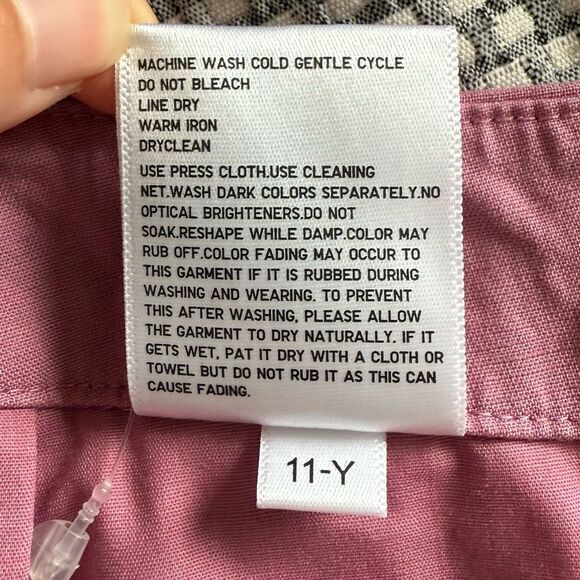 MACHINE WASH COLD GENTLE CYCLE
DO NOT BLEACH
LINE DRY
WARM IRON
DRYCLEAN
USE PRESS CLOTH.USE CLEANING
NET.WASH DARK COLORS SEPARATELY.NO
OPTICAL BRIGHTENERS.DO NOT
SOAK.RESHAPE WHILE DAMP.COLOR MAY
RUB OFF.COLOR FADING MAY OCCUR TO
THIS GARMENT IF IT IS RUBBED DURING
WASHING AND WEARING. TO PREVENT
THIS AFTER WASHING, PLEASE ALLOW
THE GARMENT TO DRY NATURALLY. IF IT
GETS WET, PAT IT DRY WITH A CLOTH OR
TOWEL BUT DO NOT RUB IT AS THIS CAN
CAUSE FADING.
11-Y